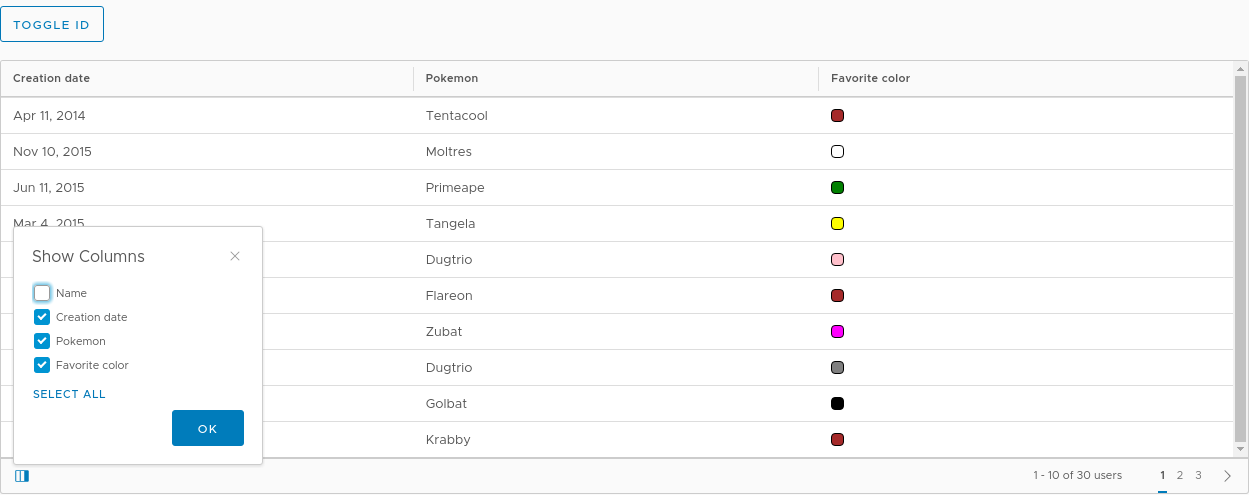 TOGGLE ID
Creation date Pokemon Favorite color
Apr 11, 2014 Tentacool
Nov 10, 2015 Moltres
Jun 11, 2015 Primeape
Mar 4, 2015 Tangela
Dugtrio
Flareon
Zubat
Dugtrio
Golbat
Krabby
Show Columns
Name
Creation date
Pokemon
Favorite color
SELECT ALL
OK
1 - 10 of 30 users 1 2 3